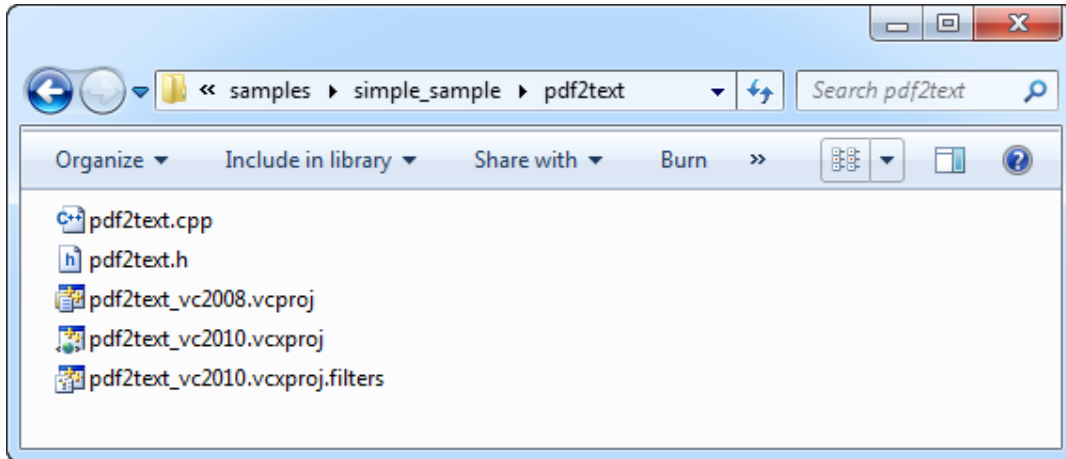 « samples ▸ simple_sample ▸ pdf2text Search pdf2text
Organize Include in library Share with Burn »
pdf2text.cpp
pdf2text.h
pdf2text_vc2008.vcproj
pdf2text_vc2010.vcxproj
pdf2text_vc2010.vcxproj.filters